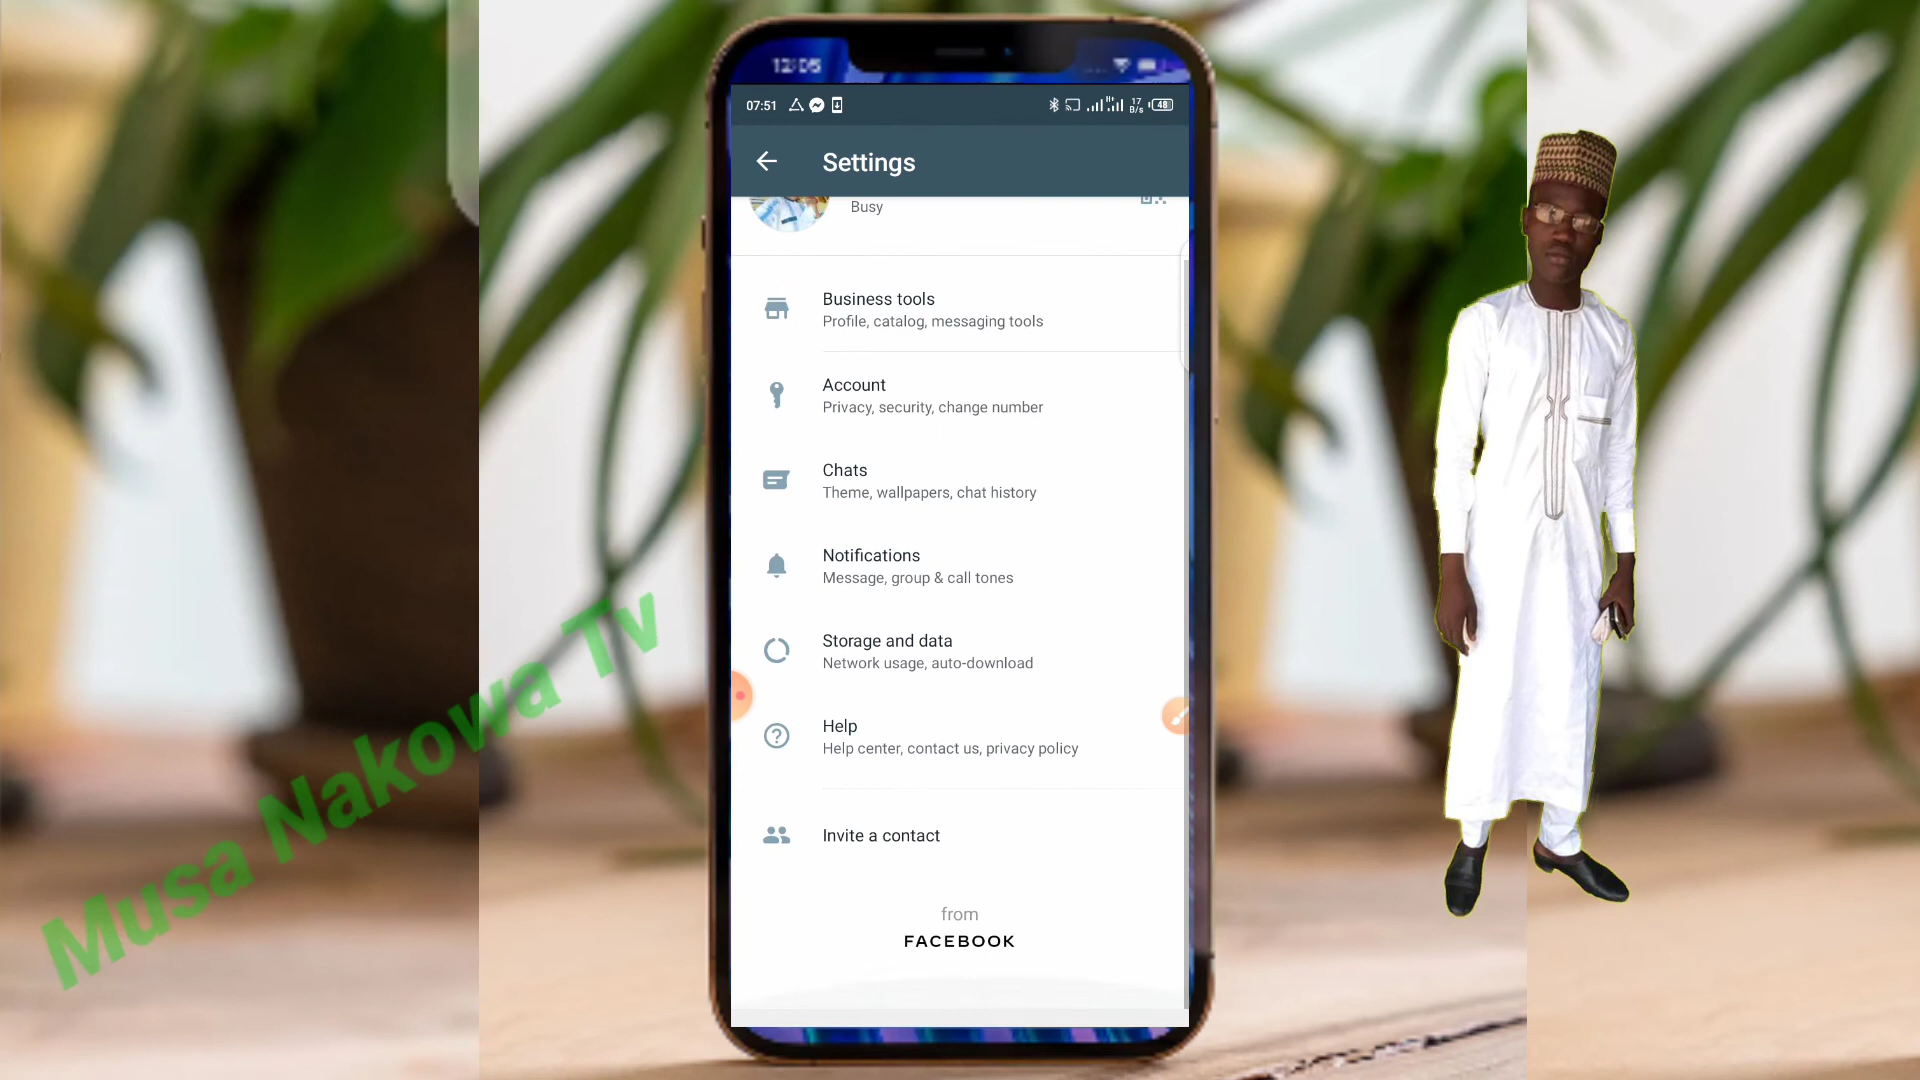 12:05
07:51
17
B/s
48
Settings
Busy
Business tools
Profile, catalog, messaging tools
Account
Privacy, security, change number
Chats
Theme, wallpapers, chat history
Notifications
Message, group & call tones
Storage and data
Network usage, auto-download
Help
Help center, contact us, privacy policy
Invite a contact
from
FACEBOOK
Musa Nakowa Tv